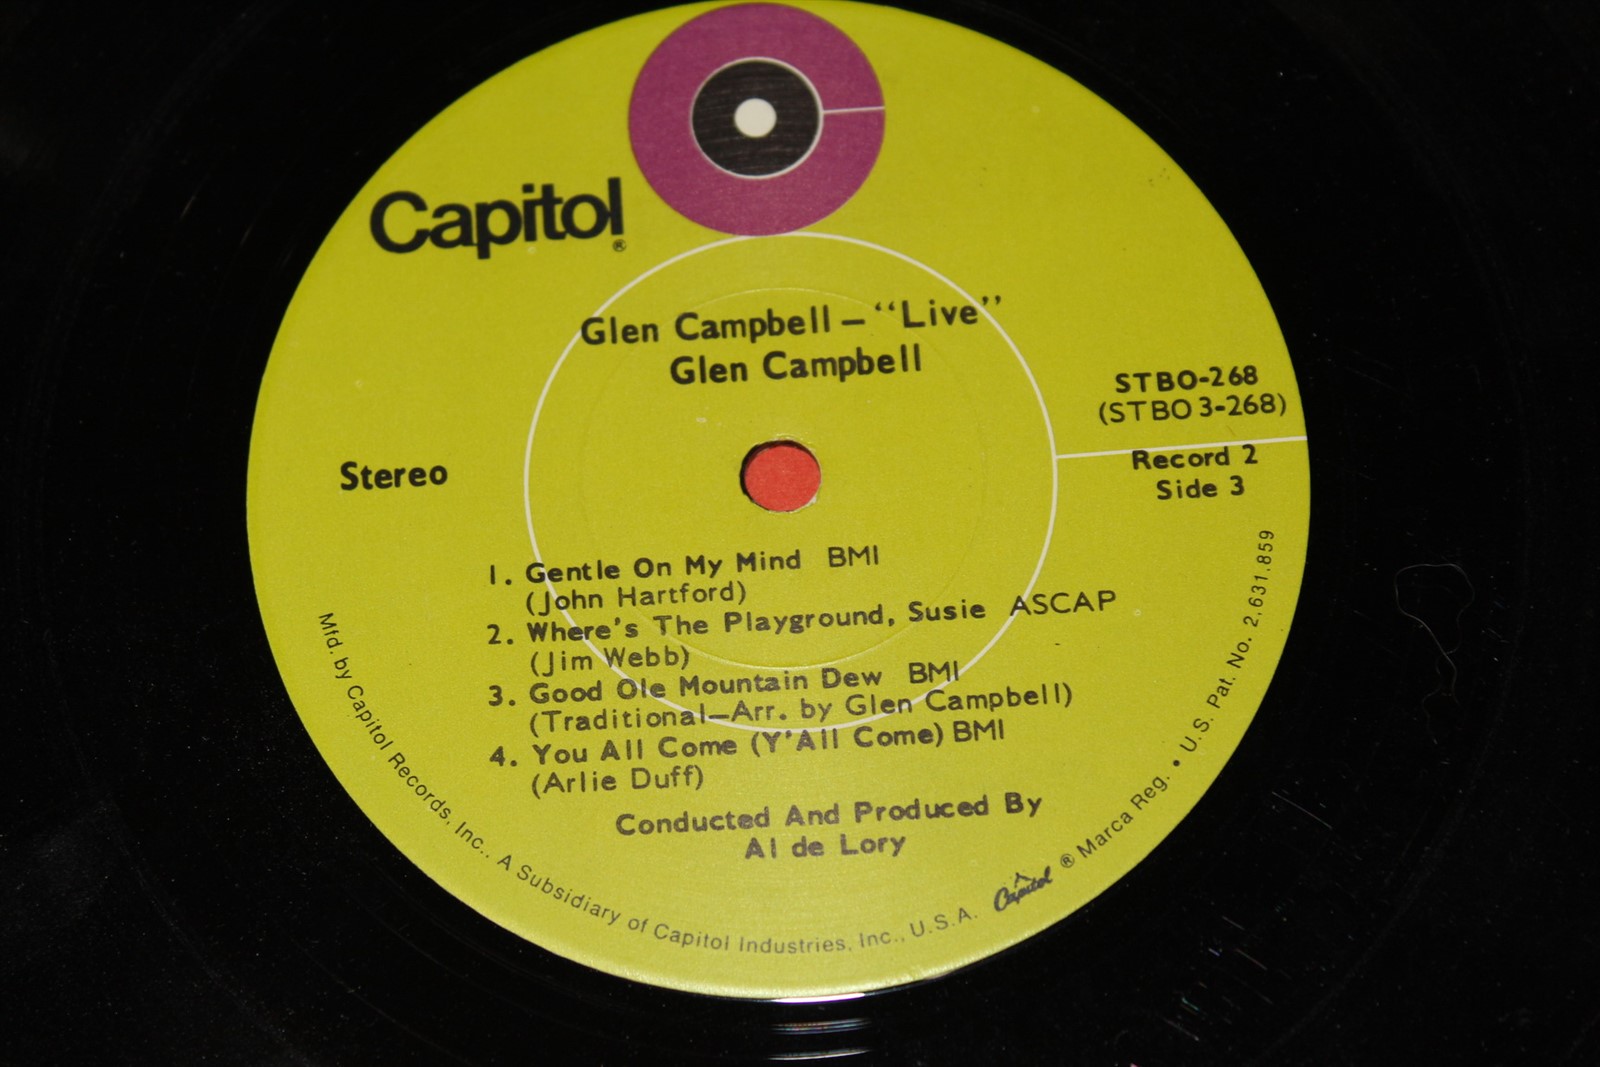 Capitol®
Glen Campbell – “Live”
Glen Campbell
STBO-268
(STBO 3-268)
Stereo
Record 2
Side 3
1. Gentle On My Mind BMI
(John Hartford)
2. Where's The Playground, Susie ASCAP
(Jim Webb)
3. Good Ole Mountain Dew BMI
(Traditional—Arr. by Glen Campbell)
4. You All Come (Y'All Come) BMI
(Arlie Duff)
Conducted And Produced By
Al de Lory
Mfd. by Capitol Records, Inc., A Subsidiary of Capitol Industries, Inc., U.S.A. Capitol ® Marca Reg. • U.S. Pat. No. 2,631,859